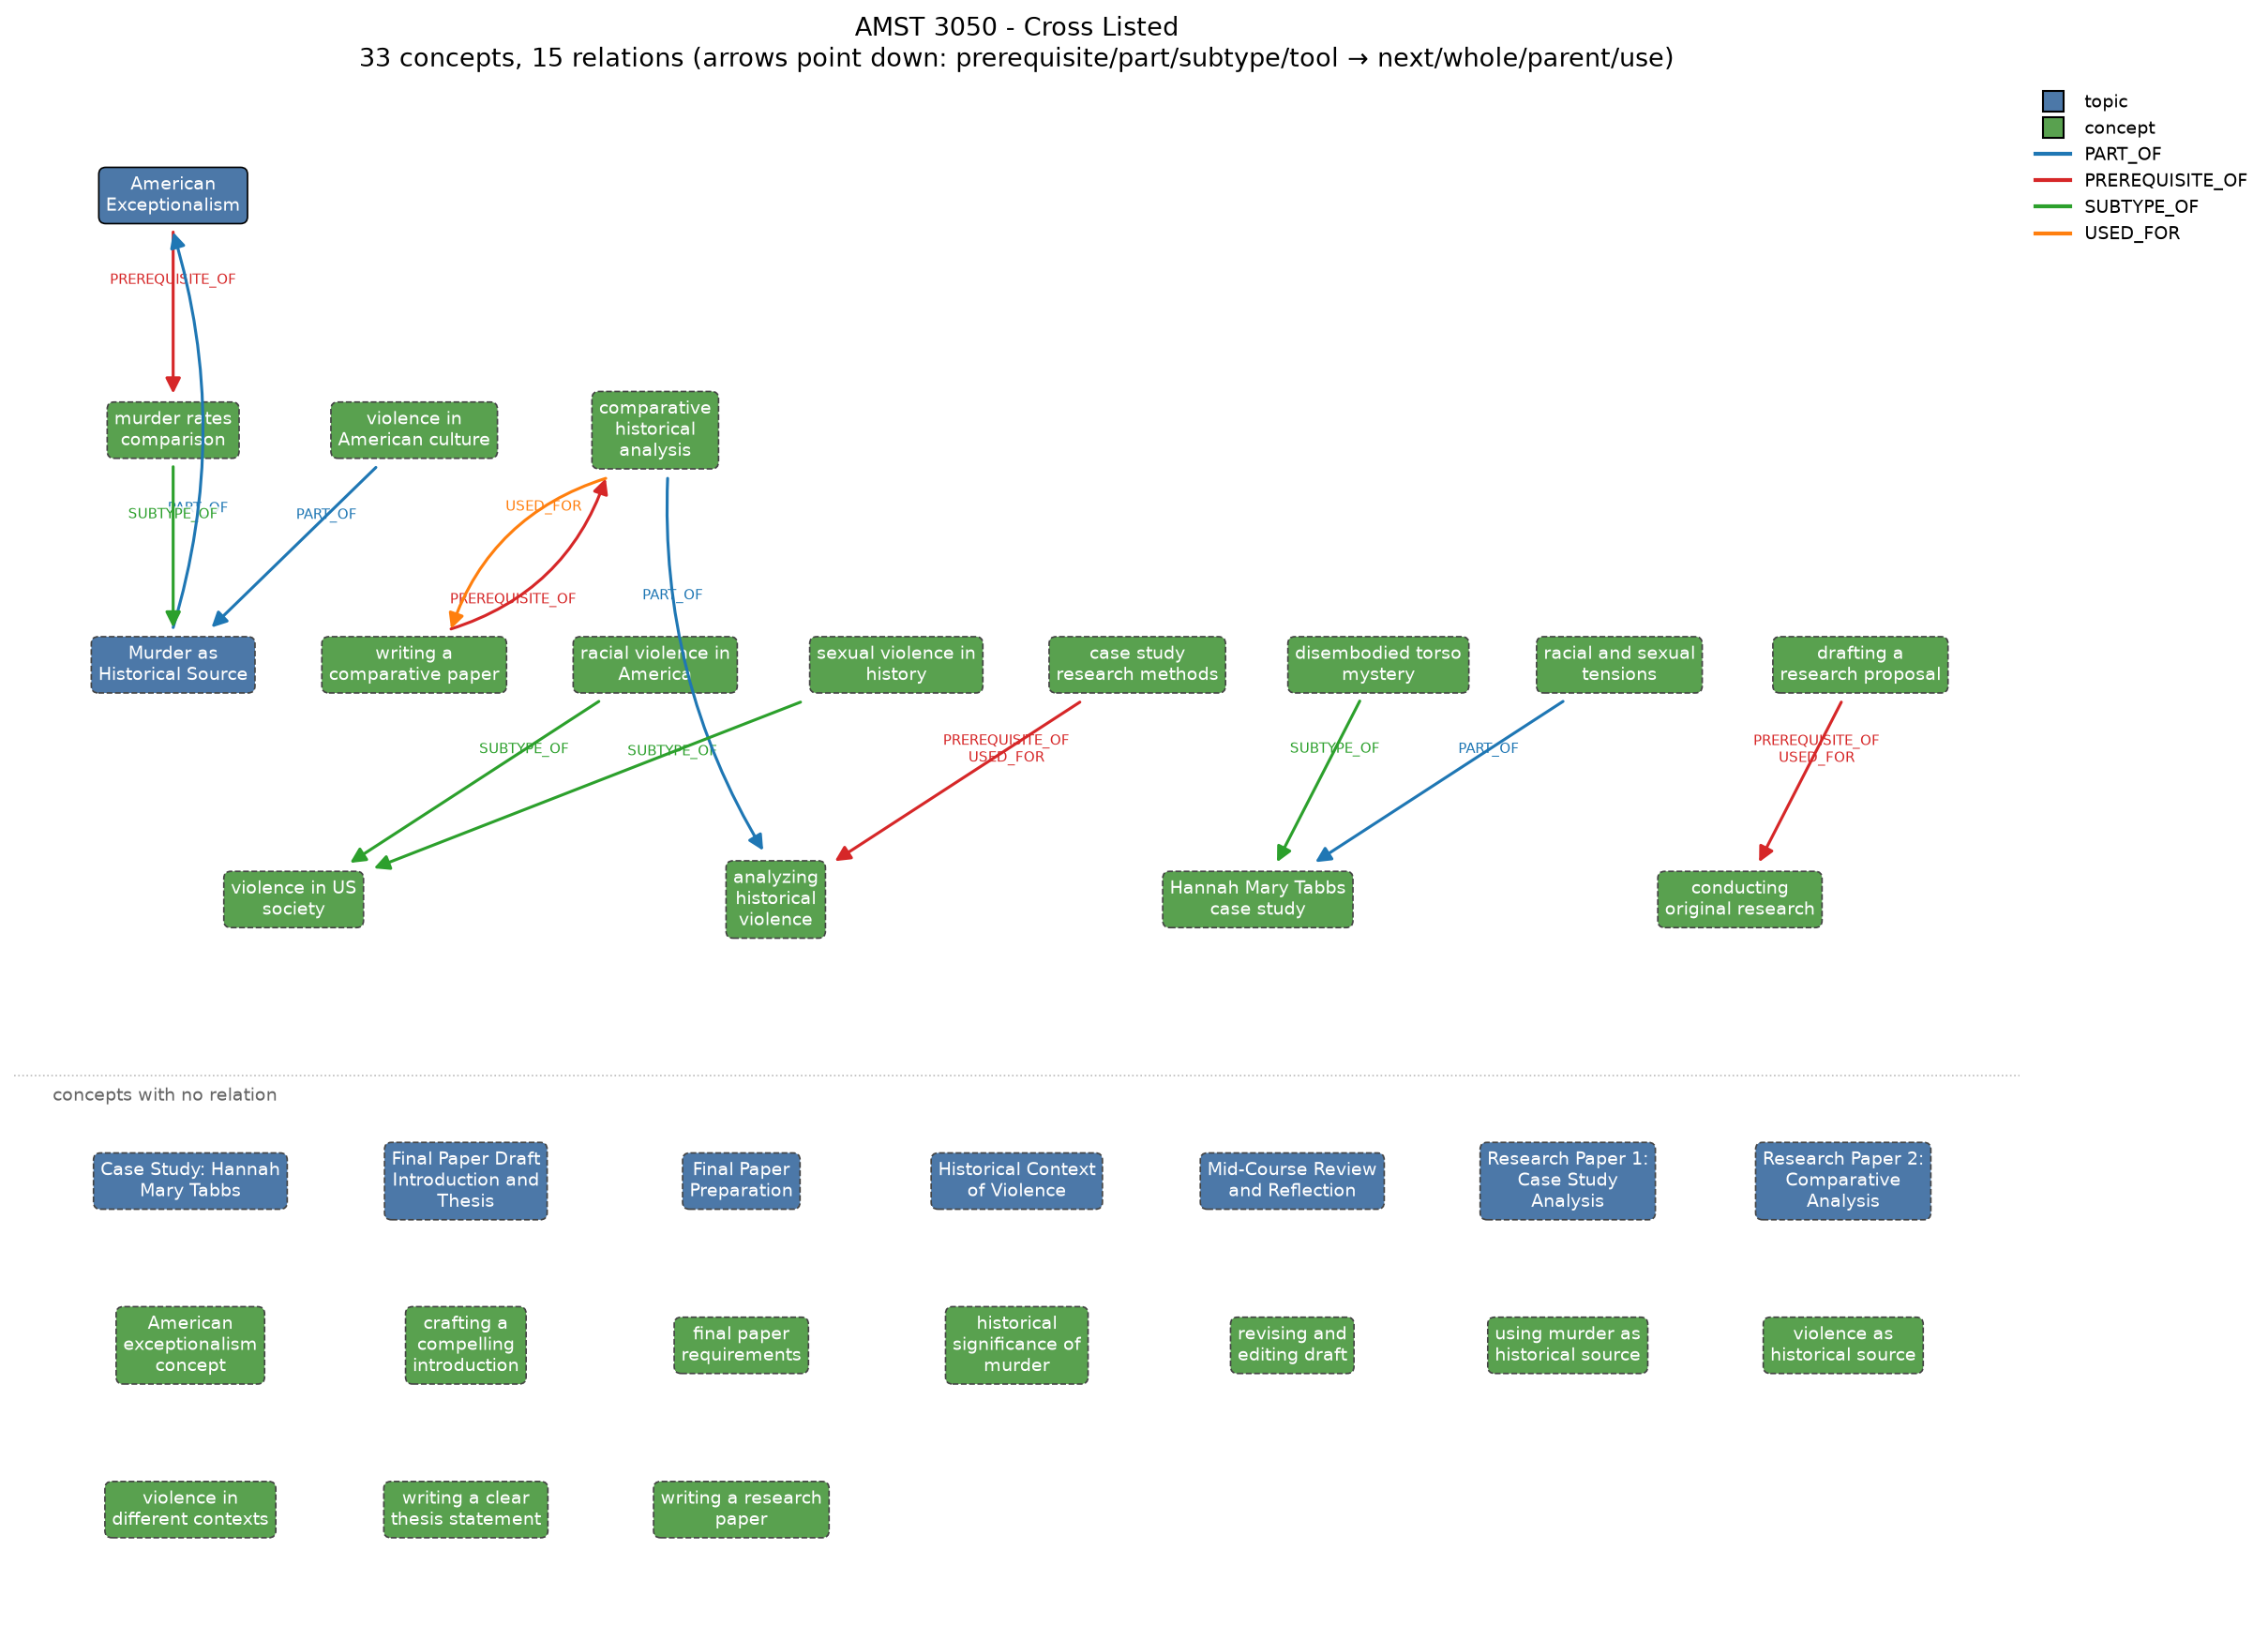 AMST 3050 - Cross Listed
33 concepts, 15 relations (arrows point down: prerequisite/part/subtype/tool → next/whole/parent/use)
topic
concept
PART_OF
PREREQUISITE_OF
SUBTYPE_OF
USED_FOR
American
Exceptionalism
PREREQUISITE_OF
murder rates
comparison
violence in
American culture
comparative
historical
analysis
PART_OF
SUBTYPE_OF
PART_OF
USED_FOR
PREREQUISITE_OF
PART_OF
Murder as
Historical Source
writing a
comparative paper
racial violence in
America
sexual violence in
history
case study
research methods
disembodied torso
mystery
racial and sexual
tensions
drafting a
research proposal
SUBTYPE_OF
SUBTYPE_OF
PREREQUISITE_OF
USED_FOR
SUBTYPE_OF
PART_OF
PREREQUISITE_OF
USED_FOR
violence in US
society
analyzing
historical
violence
Hannah Mary Tabbs
case study
conducting
original research
concepts with no relation
Case Study: Hannah
Mary Tabbs
Final Paper Draft
Introduction and
Thesis
Final Paper
Preparation
Historical Context
of Violence
Mid-Course Review
and Reflection
Research Paper 1:
Case Study
Analysis
Research Paper 2:
Comparative
Analysis
American
exceptionalism
concept
crafting a
compelling
introduction
final paper
requirements
historical
significance of
murder
revising and
editing draft
using murder as
historical source
violence as
historical source
violence in
different contexts
writing a clear
thesis statement
writing a research
paper